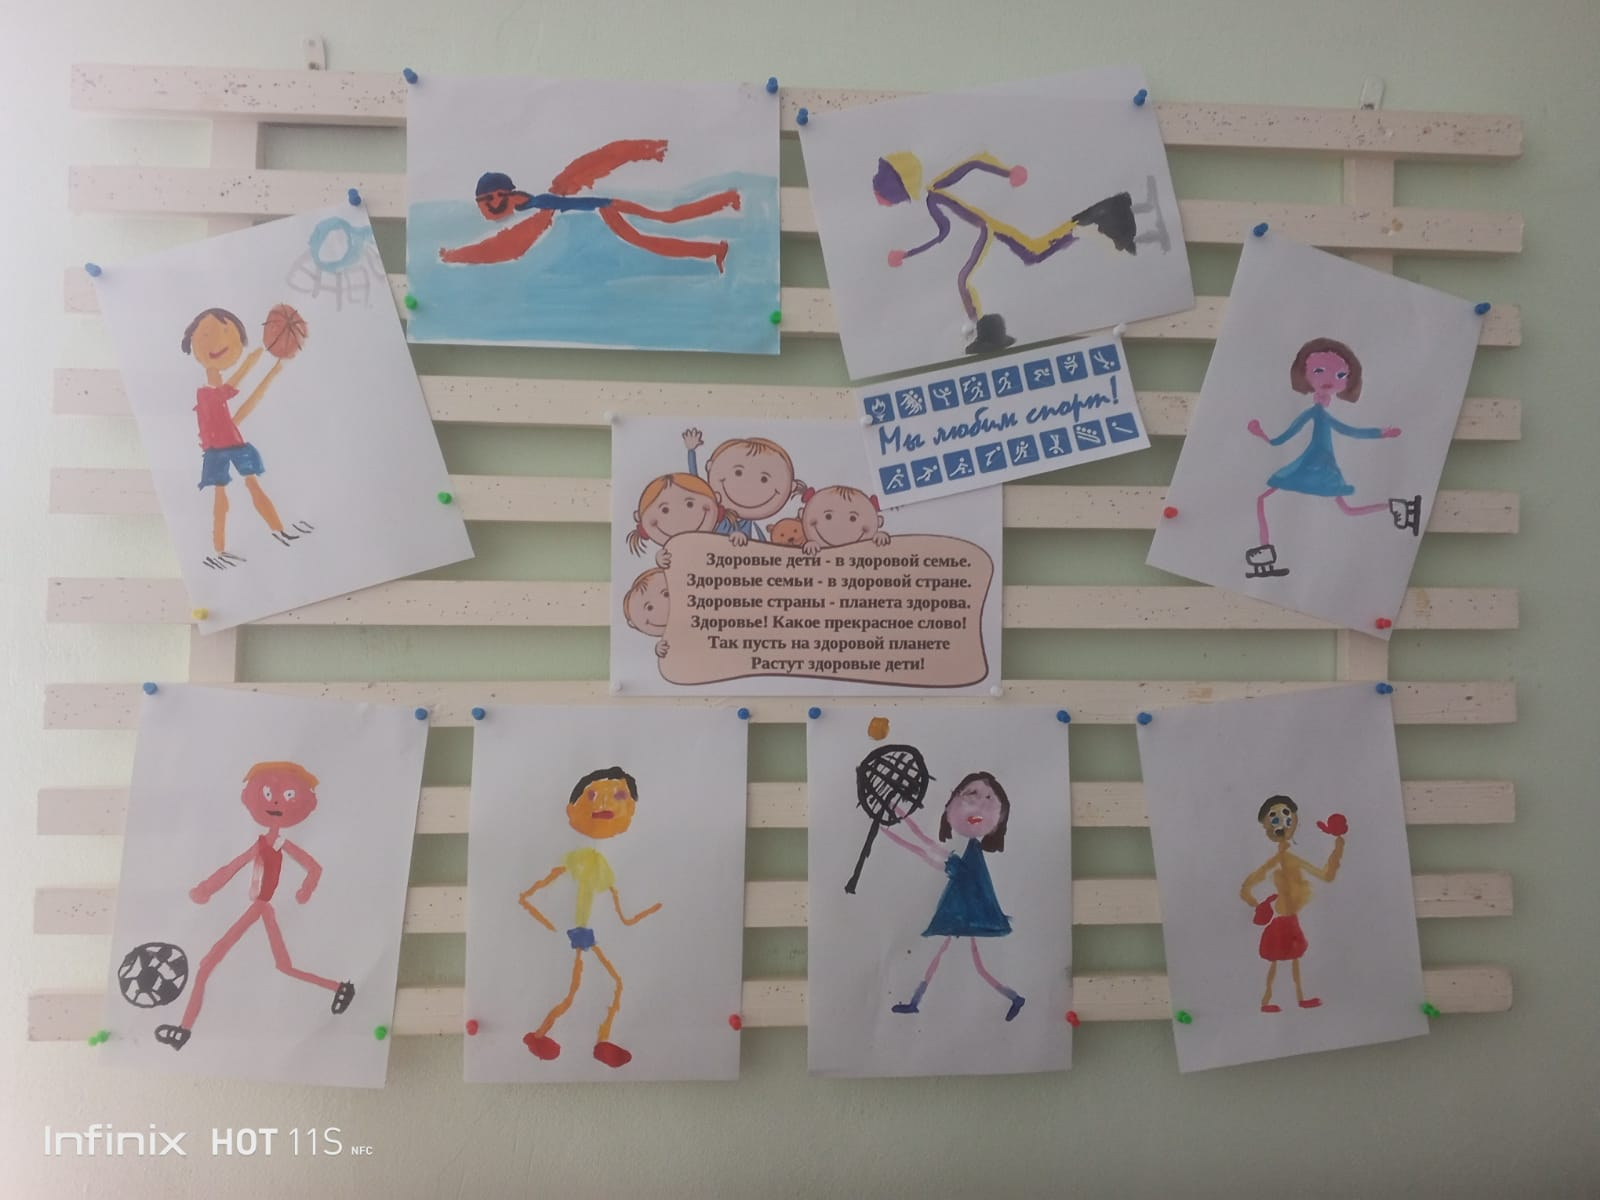 Мы любим спорт!
Здоровые дети - в здоровой семье.
Здоровые семьи - в здоровой стране.
Здоровые страны - планета здорова.
Здоровье! Какое прекрасное слово!
Так пусть на здоровой планете
Растут здоровые дети!
Infinix HOT 11S NFC